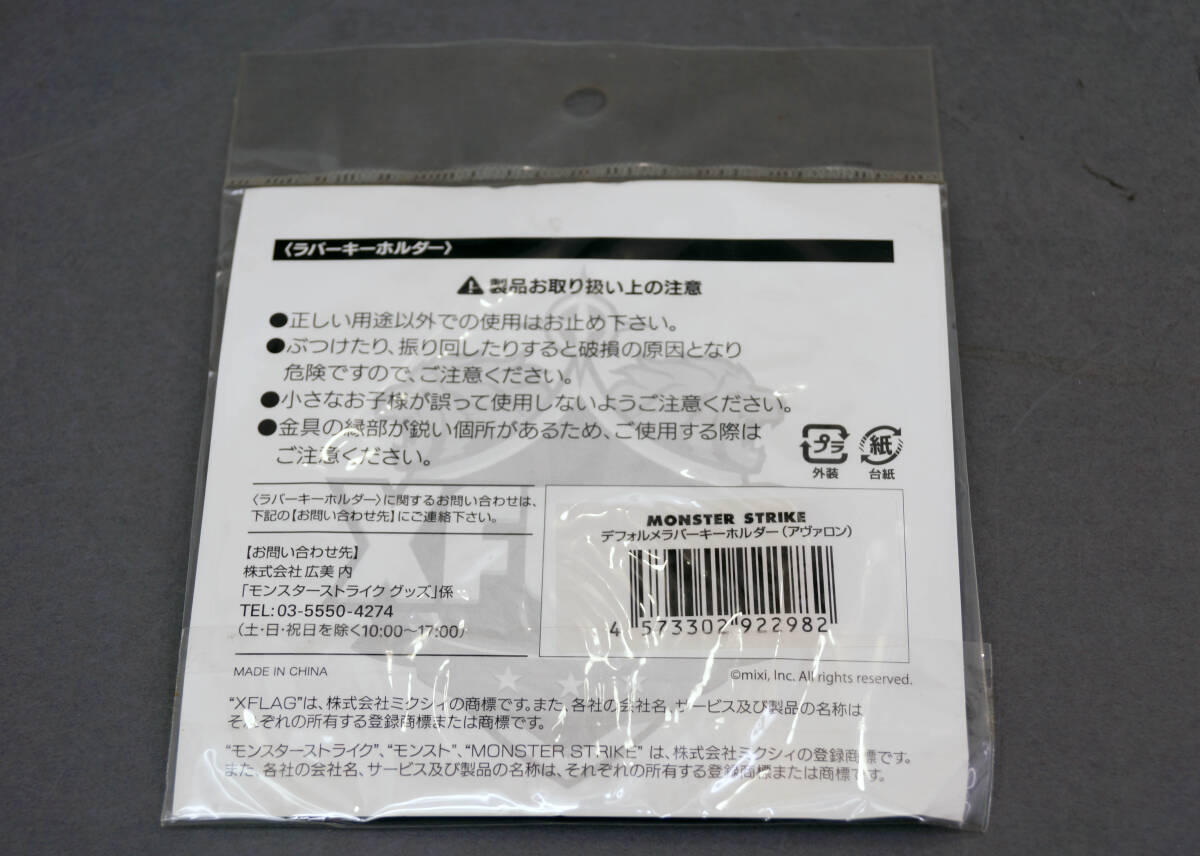 〈ラバーキーホルダー〉
製品お取り扱い上の注意
●正しい用途以外での使用はお止め下さい。
●ぶつけたり、振り回したりすると破損の原因となり
危険ですので、ご注意ください。
●小さなお子様が誤って使用しないようご注意ください。
●金具の縁部が鋭い個所があるため、ご使用する際は
ご注意ください。
プラ
外装
紙
台紙
〈ラバーキーホルダー〉に関するお問い合わせは、
下記の【お問い合わせ先】にご連絡下さい。
【お問い合わせ先】
株式会社 広美 内
「モンスターストライク グッズ」係
TEL:03-5550-4274
(土・日・祝日を除く10:00〜17:00)
MONSTER STRIKE
デフォルメラバーキーホルダー(アヴァロン)
4 573302 922982
MADE IN CHINA
©mixi, Inc. All rights reserved.
"XFLAG"は、株式会社ミクシィの商標です。また、各社の会社名、サービス及び製品の名称は
それぞれの所有する登録商標または商標です。
"モンスターストライク"、"モンスト"、"MONSTER STRIKE" は、株式会社ミクシィの登録商標です。
また、各社の会社名、サービス及び製品の名称は、それぞれの所有する登録商標または商標です。